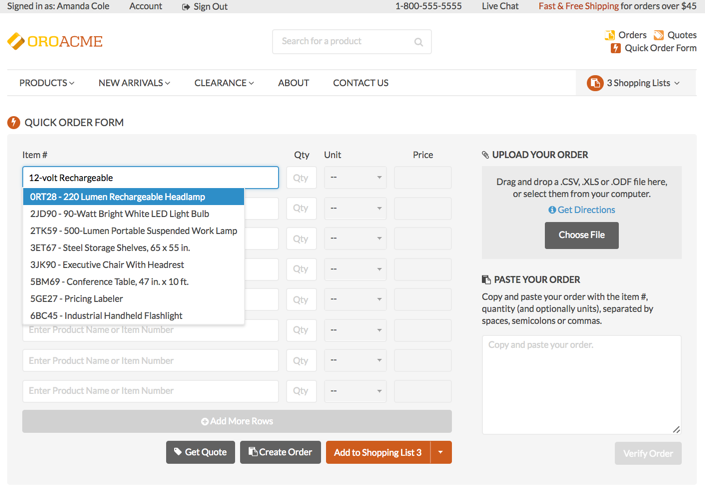 Signed in as: Amanda Cole Account Sign Out 1-800-555-5555 Live Chat Fast & Free Shipping for orders over $45
OROACME
Search for a product
Orders Quotes
Quick Order Form
PRODUCTS NEW ARRIVALS CLEARANCE ABOUT CONTACT US 3 Shopping Lists
QUICK ORDER FORM
Item # Qty Unit Price
12-volt Rechargeable Qty --
0RT28 - 220 Lumen Rechargeable Headlamp
2JD90 - 90-Watt Bright White LED Light Bulb
2TK59 - 500-Lumen Portable Suspended Work Lamp
3ET67 - Steel Storage Shelves, 65 x 55 in.
3JK90 - Executive Chair With Headrest
5BM69 - Conference Table, 47 in. x 10 ft.
5GE27 - Pricing Labeler
6BC45 - Industrial Handheld Flashlight
Qty --
Qty --
Qty --
Qty --
Qty --
Enter Product Name or Item Number Qty --
Enter Product Name or Item Number Qty --
Enter Product Name or Item Number Qty --
Add More Rows
Get Quote Create Order Add to Shopping List 3
UPLOAD YOUR ORDER
Drag and drop a .CSV, .XLS or .ODF file here,
or select them from your computer.
Get Directions
Choose File
PASTE YOUR ORDER
Copy and paste your order with the item #,
quantity (and optionally units), separated by
spaces, semicolons or commas.
Copy and paste your order.
Verify Order